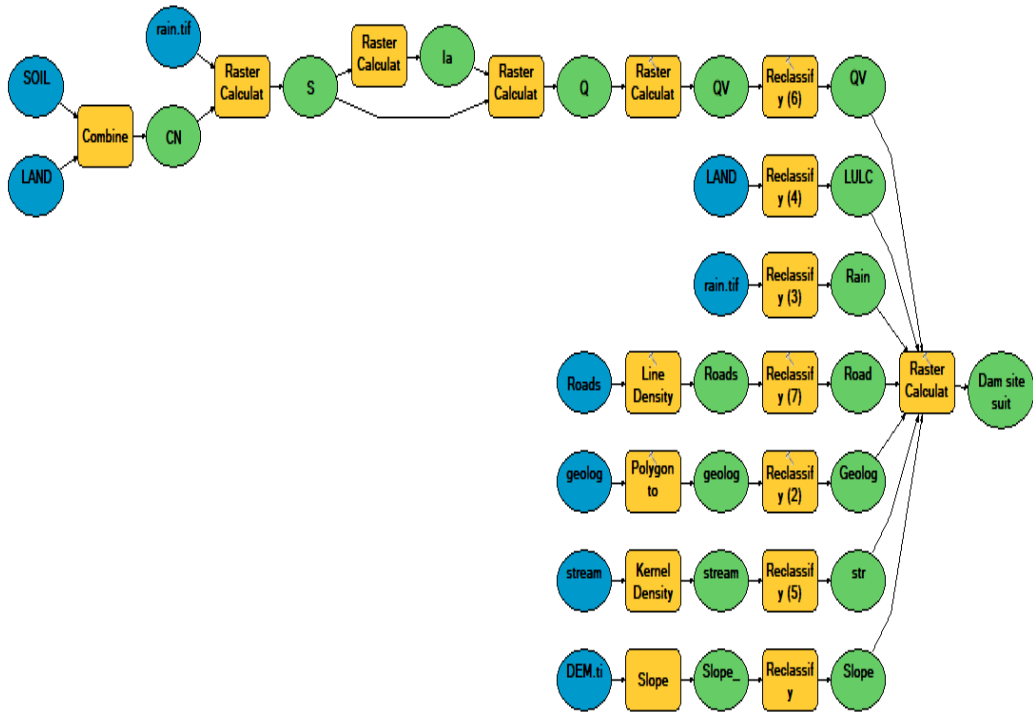 rain.tif
Raster
Calculat
Ia
SOIL
Raster
Calculat
S
Raster
Calculat
Q
Raster
Calculat
QV
Reclassif
y (6)
QV
Combine
CN
LAND
LAND
Reclassif
y (4)
LULC
rain.tif
Reclassif
y (3)
Rain
Roads
Line
Density
Roads
Reclassif
y (7)
Road
Raster
Calculat
Dam site
suit
geolog
Polygon
to
geolog
Reclassif
y (2)
Geolog
stream
Kernel
Density
stream
Reclassif
y (5)
str
DEM.ti
Slope
Slope_
Reclassif
y
Slope